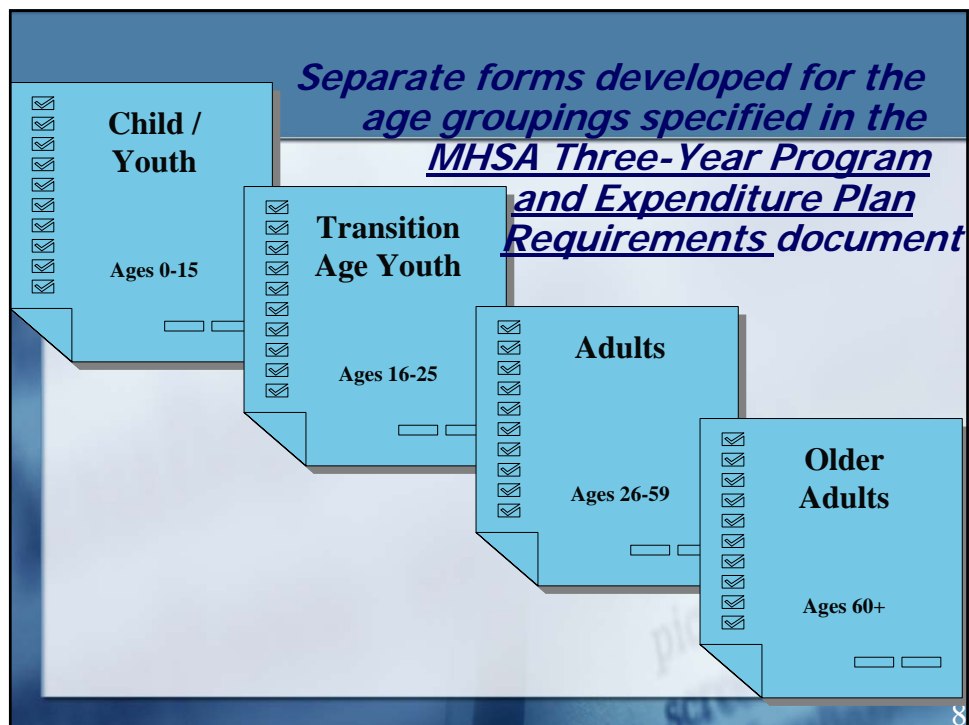 Separate forms developed for the
age groupings specified in the
MHSA Three-Year Program
and Expenditure Plan
Requirements document
Child /
Youth
Ages 0-15
Transition
Age Youth
Ages 16-25
Adults
Ages 26-59
Older
Adults
Ages 60+